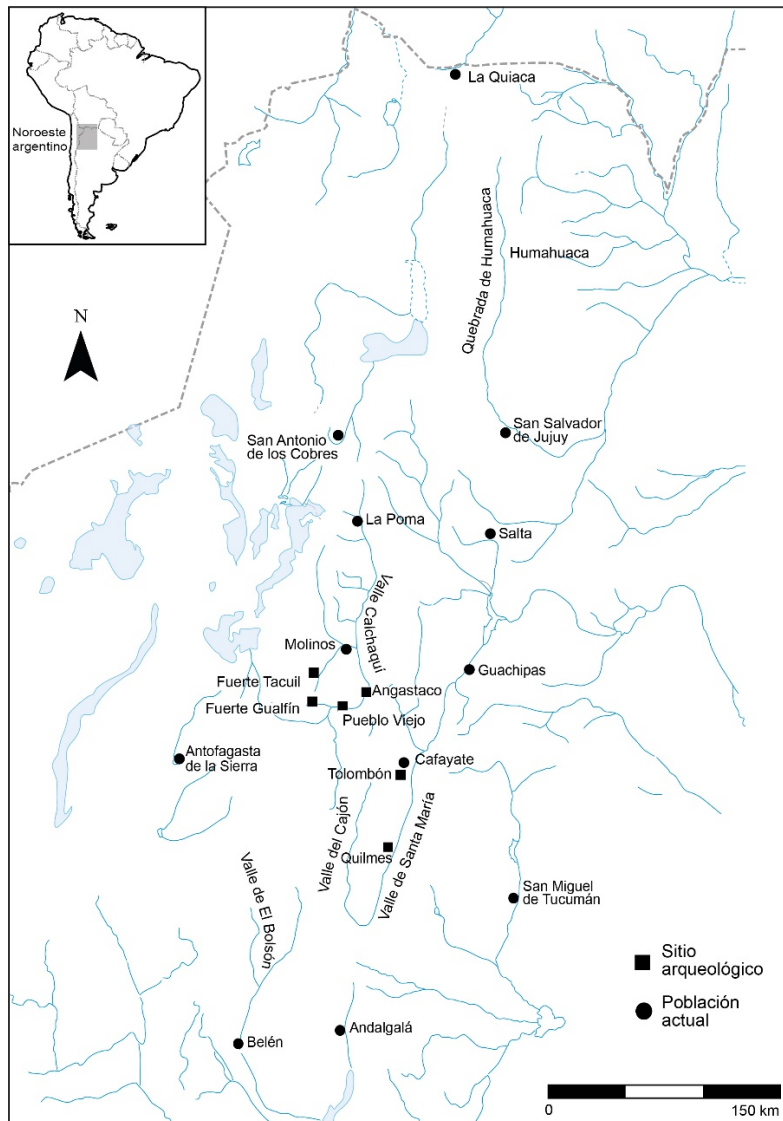 Noroeste
argentino
La Quiaca
Quebrada de Humahuaca
Humahuaca
N
San Antonio
de los Cobres
San Salvador
de Jujuy
La Poma
Salta
Valle Calchaquí
Molinos
Guachipas
Fuerte Tacuil
Angastaco
Fuerte Gualfín
Pueblo Viejo
Antofagasta
de la Sierra
Cafayate
Tolombón
Valle del Cajón
Quilmes
Valle de Santa María
Valle de El Bolsón
San Miguel
de Tucumán
Sitio
arqueológico
Población
actual
Belén
Andalgalá
0
150 km